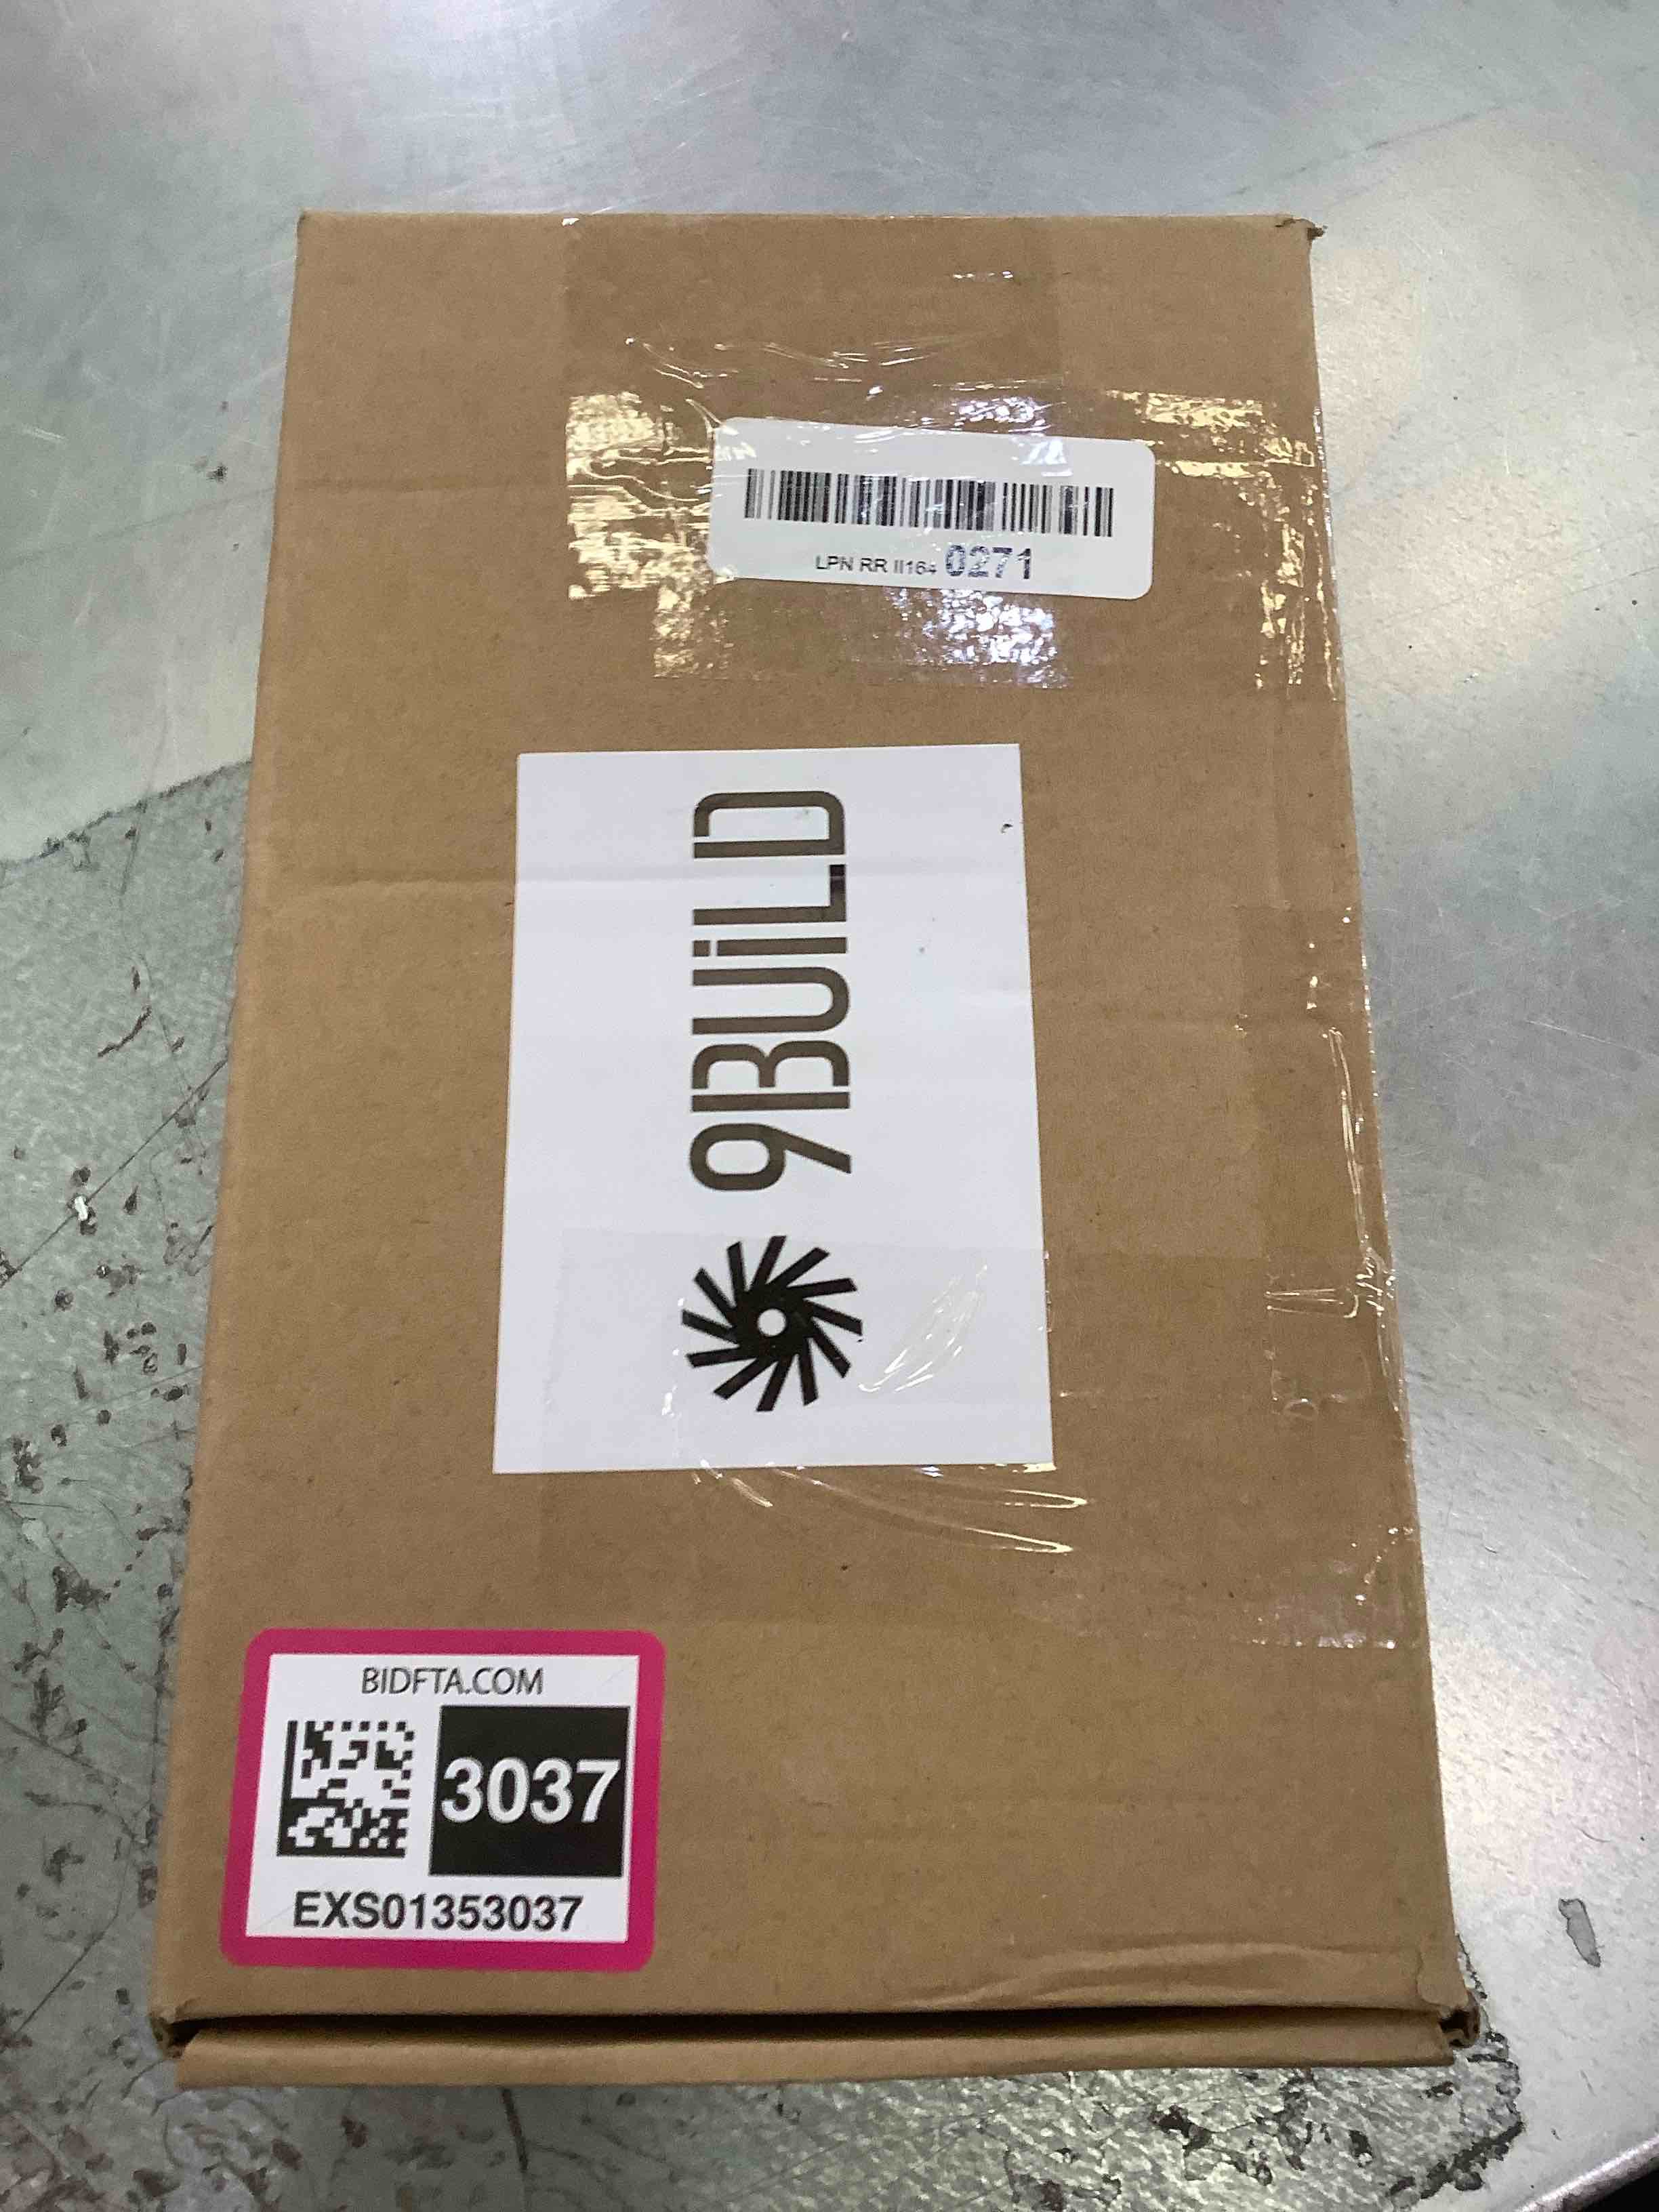 LPN RR II164 0271
9BUiLD
BIDFTA.COM
3037
EXS01353037